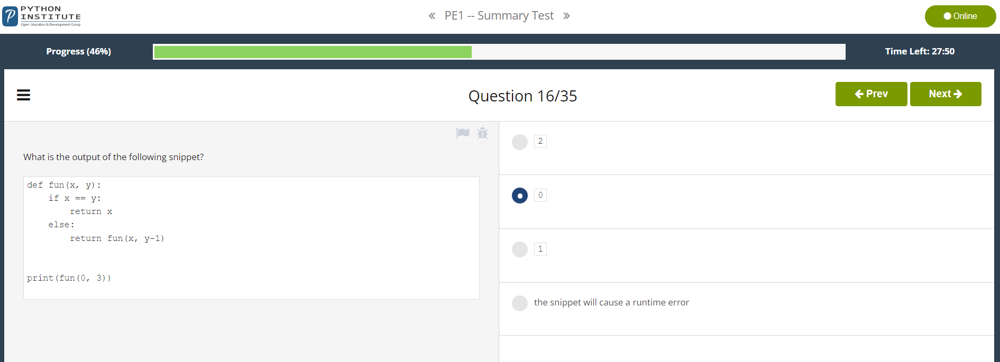 PYTHON
INSTITUTE
Open Education & Development Group
« PE1 -- Summary Test »
Online
Progress (46%)
Time Left: 27:50
Question 16/35
Prev
Next
What is the output of the following snippet?
def fun(x, y):
    if x == y:
        return x
    else:
        return fun(x, y-1)
print(fun(0, 3))
2
0
1
the snippet will cause a runtime error